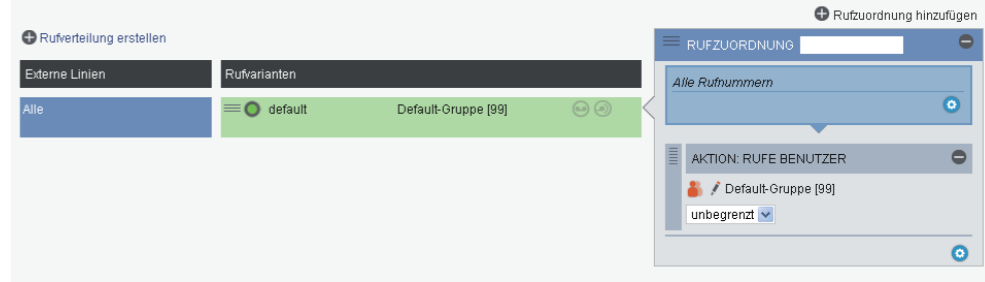 Rufzuordnung hinzufügen
Rufverteilung erstellen
RUFZUORDNUNG
Externe Linien
Rufvarianten
Alle Rufnummern
Alle
default
Default-Gruppe [99]
AKTION: RUFE BENUTZER
Default-Gruppe [99]
unbegrenzt